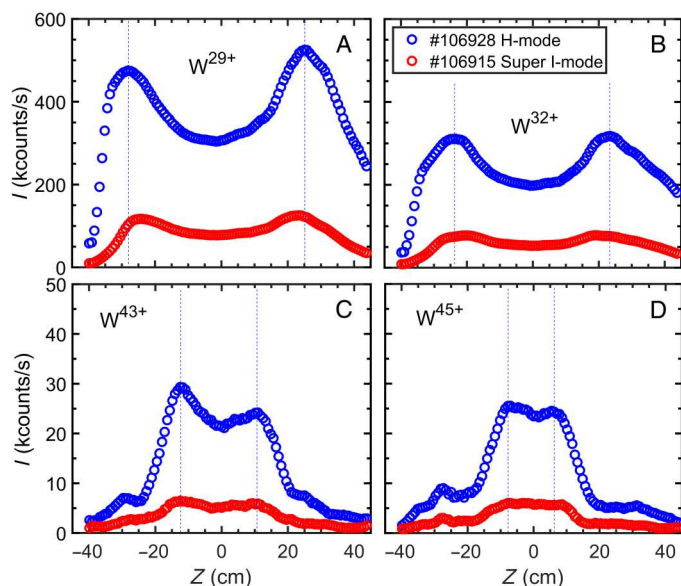 600
400
200
0
I (kcounts/s)
A
W29+
B
#106928 H-mode
#106915 Super I-mode
W32+
50
40
30
20
10
0
I (kcounts/s)
C
W43+
D
W45+
−40 −20 0 20 40
−40 −20 0 20 40
Z (cm)
Z (cm)